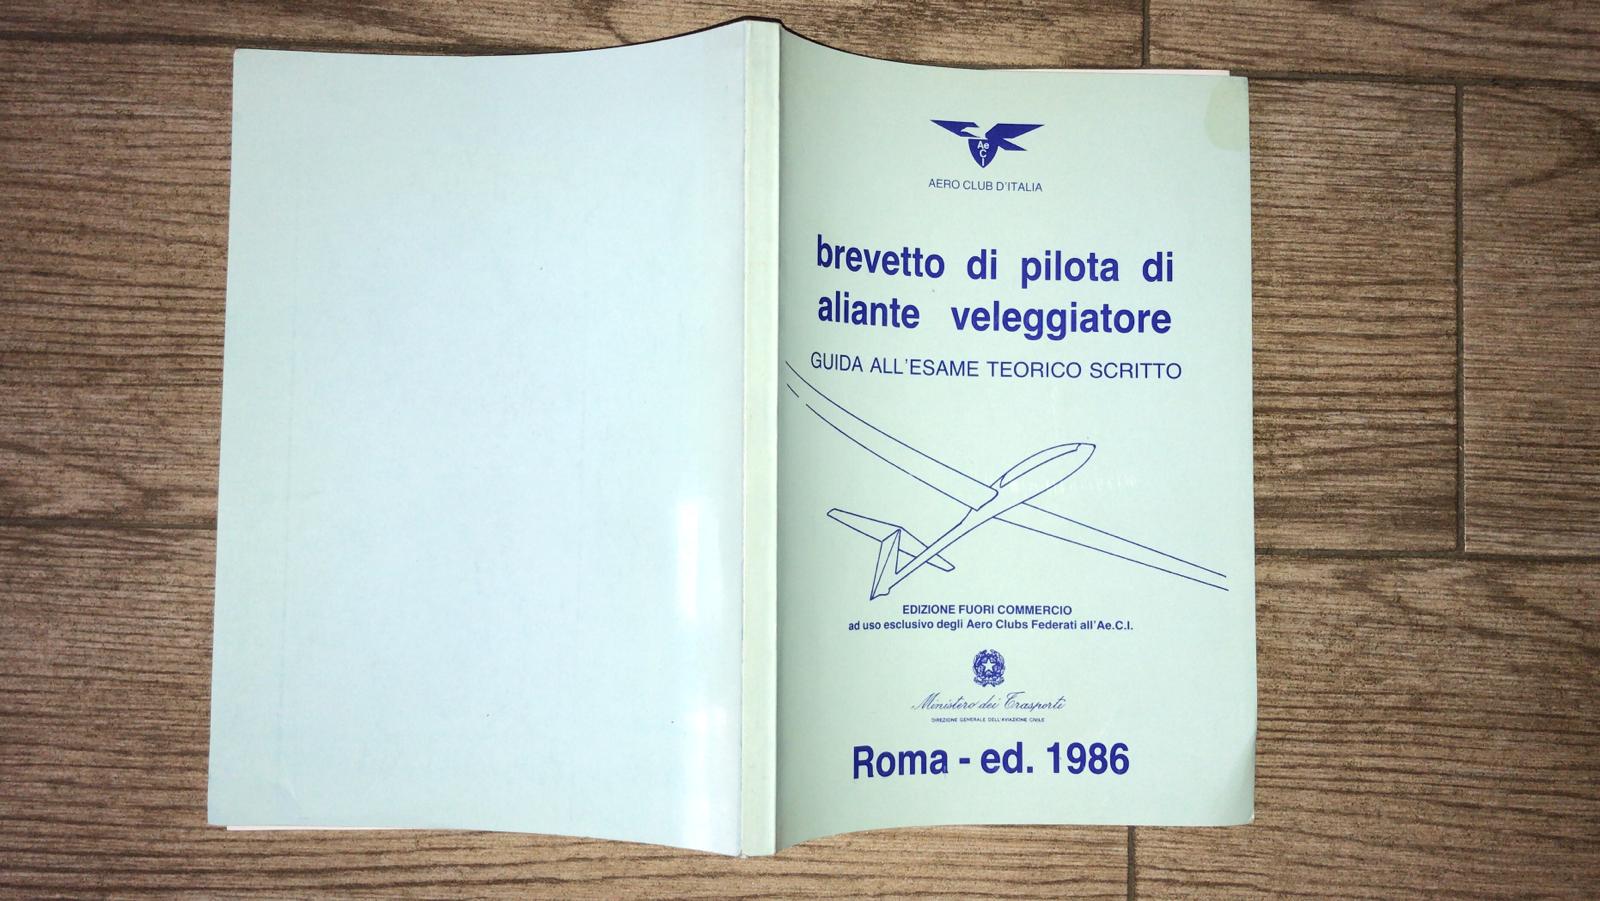 Ae
C
I
AERO CLUB D'ITALIA
brevetto di pilota di
aliante veleggiatore
GUIDA ALL'ESAME TEORICO SCRITTO
EDIZIONE FUORI COMMERCIO
ad uso esclusivo degli Aero Clubs Federati all'Ae.C.I.
Ministero dei Trasporti
DIREZIONE GENERALE DELL'AVIAZIONE CIVILE
Roma - ed. 1986